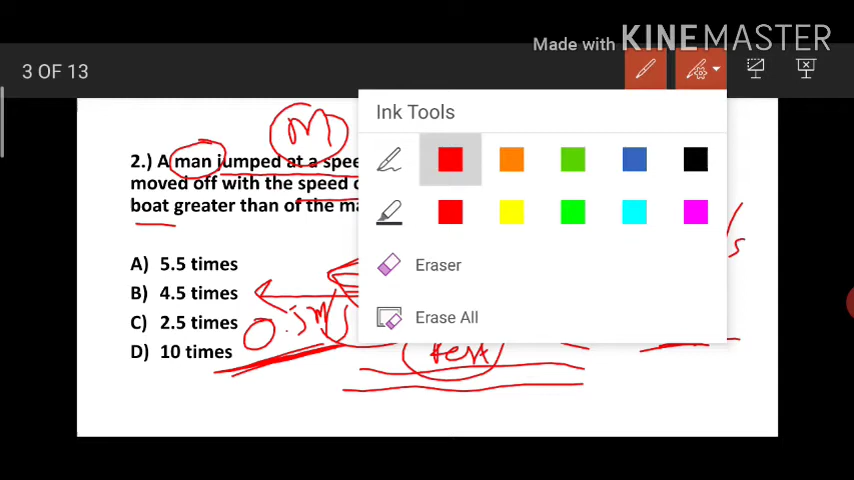 Made with KINEMASTER
3 OF 13
Ink Tools
m
2.) A man jumped at a spee
moved off with the speed
boat greater than of the ma
A) 5.5 times
B) 4.5 times
C) 2.5 times
D) 10 times
0.5m/s
/s
Eraser
Erase All
rest